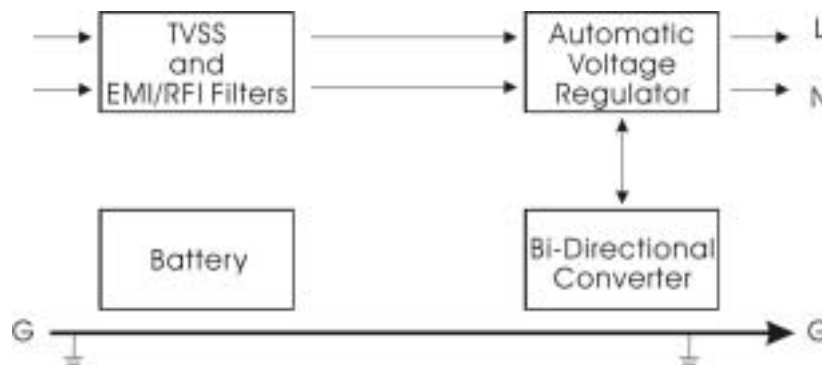 TVSS
and
EMI/RFI Filters
Automatic
Voltage
Regulator
L
N
Battery
Bi-Directional
Converter
G
G